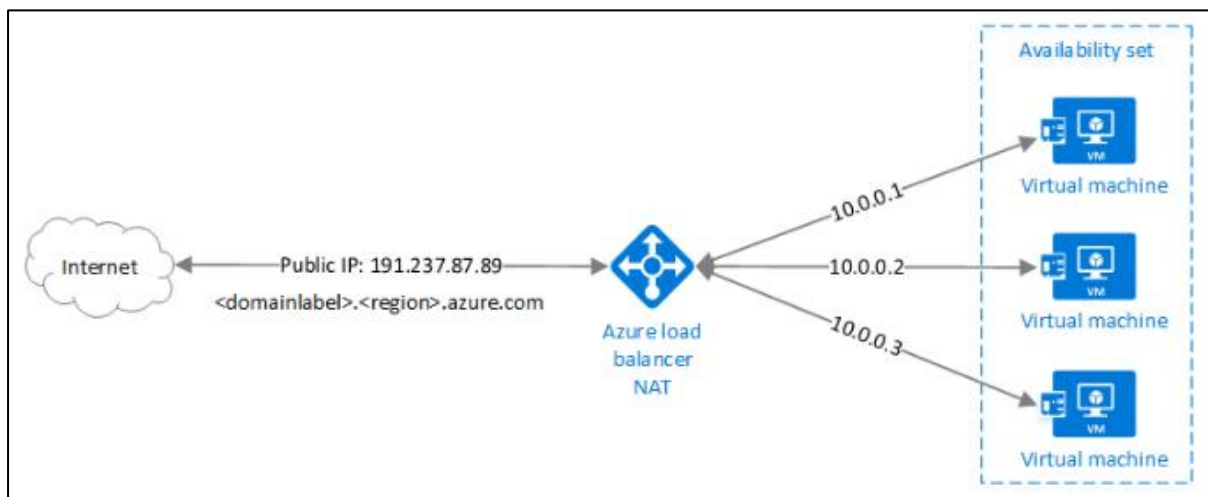 Availability set
VM
Virtual machine
10.0.0.1
Internet
Public IP: 191.237.87.89
<domainlabel>.<region>.azure.com
Azure load
balancer
NAT
10.0.0.2
VM
Virtual machine
10.0.0.3
VM
Virtual machine